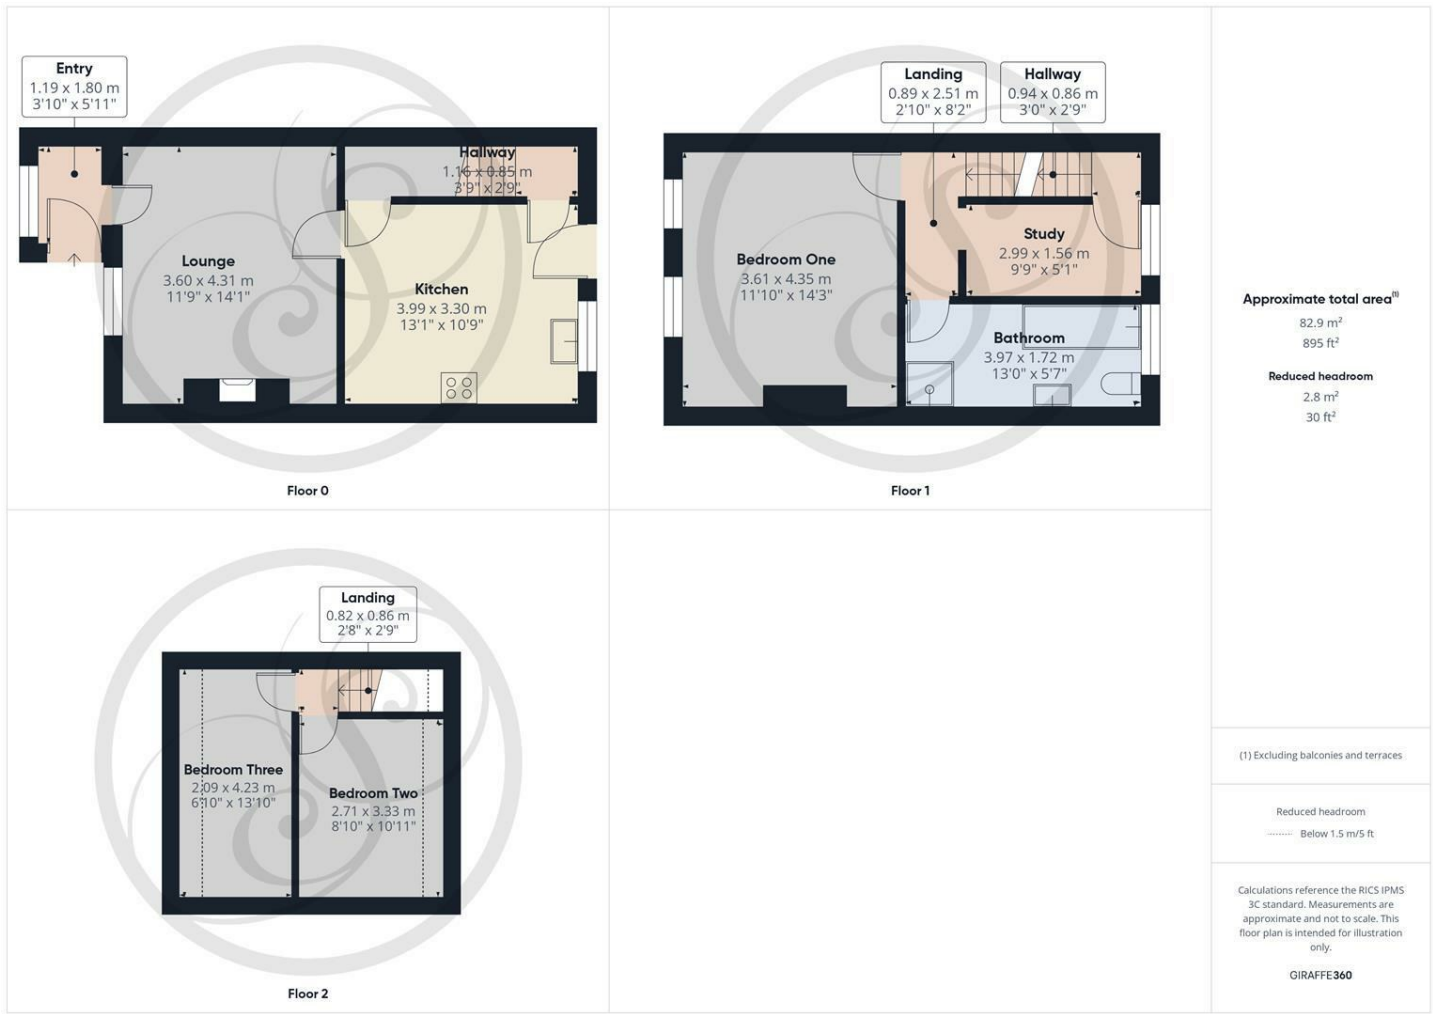 Entry
1.19 x 1.80 m
3'10" x 5'11"
Hallway
1.16 x 0.85 m
3'9" x 2'9"
Lounge
3.60 x 4.31 m
11'9" x 14'1"
Kitchen
3.99 x 3.30 m
13'1" x 10'9"
Floor 0
Landing
0.89 x 2.51 m
2'10" x 8'2"
Hallway
0.94 x 0.86 m
3'0" x 2'9"
Bedroom One
3.61 x 4.35 m
11'10" x 14'3"
Study
2.99 x 1.56 m
9'9" x 5'1"
Bathroom
3.97 x 1.72 m
13'0" x 5'7"
Floor 1
Landing
0.82 x 0.86 m
2'8" x 2'9"
Bedroom Three
2.09 x 4.23 m
6'10" x 13'10"
Bedroom Two
2.71 x 3.33 m
8'10" x 10'11"
Floor 2
Approximate total area(1)
82.9 m²
895 ft²
Reduced headroom
2.8 m²
30 ft²
(1) Excluding balconies and terraces
Reduced headroom
Below 1.5 m/5 ft
Calculations reference the RICS IPMS
3C standard. Measurements are
approximate and not to scale. This
floor plan is intended for illustration
only.
GIRAFFE360